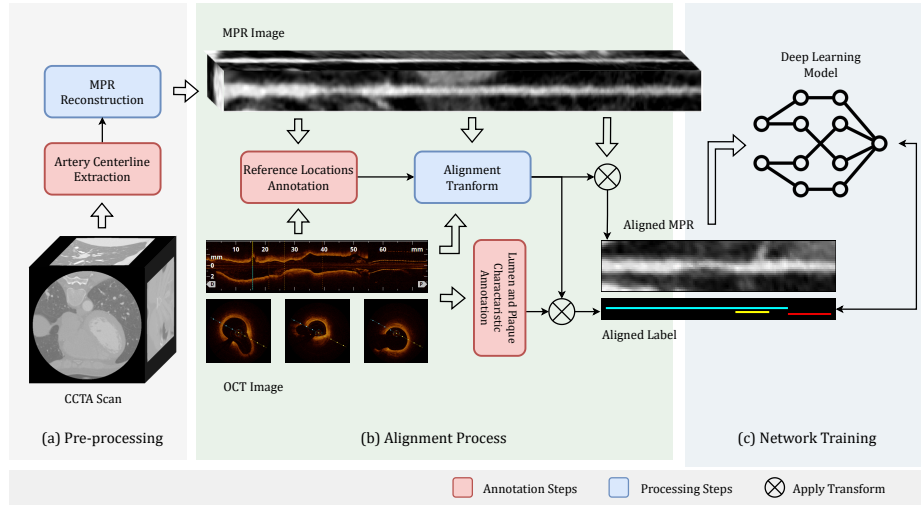 MPR Image
MPR
Reconstruction
Artery Centerline
Extraction
CCTA Scan
(a) Pre-processing
Reference Locations
Annotation
Alignment
Tranform
10 20 30 40 50 60 mm
mm
0
2
D
P
Lumen and Plaque
Charactaristic
Annotation
OCT Image
(b) Alignment Process
Deep Learning
Model
Aligned MPR
Aligned Label
(c) Network Training
Annotation Steps
Processing Steps
Apply Transform